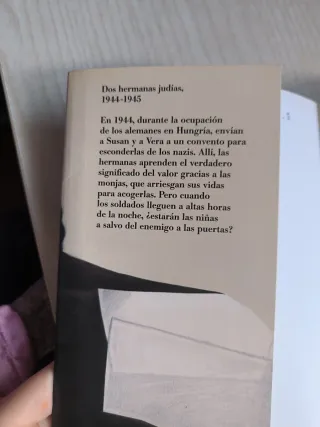 Dos hermanas judías,
1944-1945
En 1944, durante la ocupación
de los alemanes en Hungría, envían
a Susan y a Vera a un convento para
esconderlas de los nazis. Allí, las
hermanas aprenden el verdadero
significado del valor gracias a las
monjas, que arriesgan sus vidas
para acogerlas. Pero cuando
los soldados lleguen a altas horas
de la noche, ¿estarán las niñas
a salvo del enemigo a las puertas?